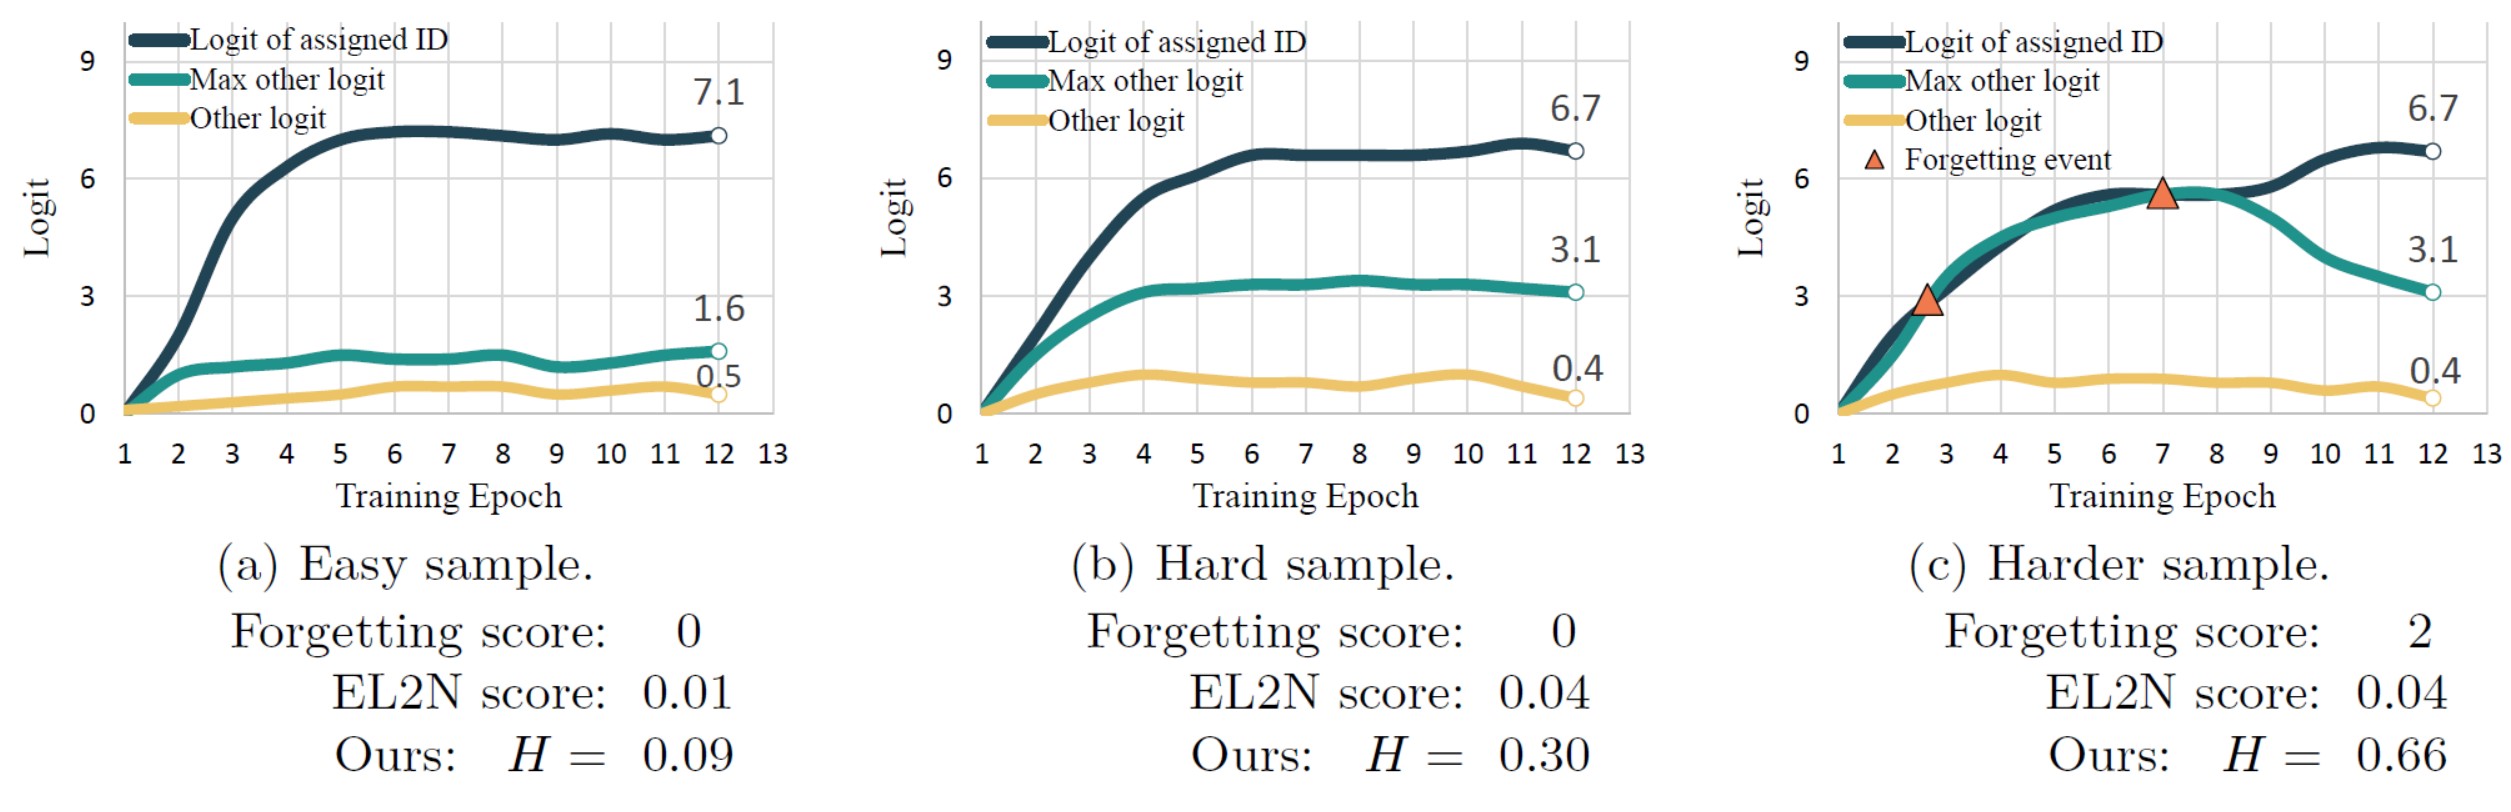 Logit of assigned ID
Max other logit
Other logit
9
6
3
0
Logit
7.1
1.6
0.5
1 2 3 4 5 6 7 8 9 10 11 12 13
Training Epoch
(a) Easy sample.
Forgetting score: 0
EL2N score: 0.01
Ours: H = 0.09
Logit of assigned ID
Max other logit
Other logit
9
6
3
0
Logit
6.7
3.1
0.4
1 2 3 4 5 6 7 8 9 10 11 12 13
Training Epoch
(b) Hard sample.
Forgetting score: 0
EL2N score: 0.04
Ours: H = 0.30
Logit of assigned ID
Max other logit
Other logit
Forgetting event
9
6
3
0
Logit
6.7
3.1
0.4
1 2 3 4 5 6 7 8 9 10 11 12 13
Training Epoch
(c) Harder sample.
Forgetting score: 2
EL2N score: 0.04
Ours: H = 0.66